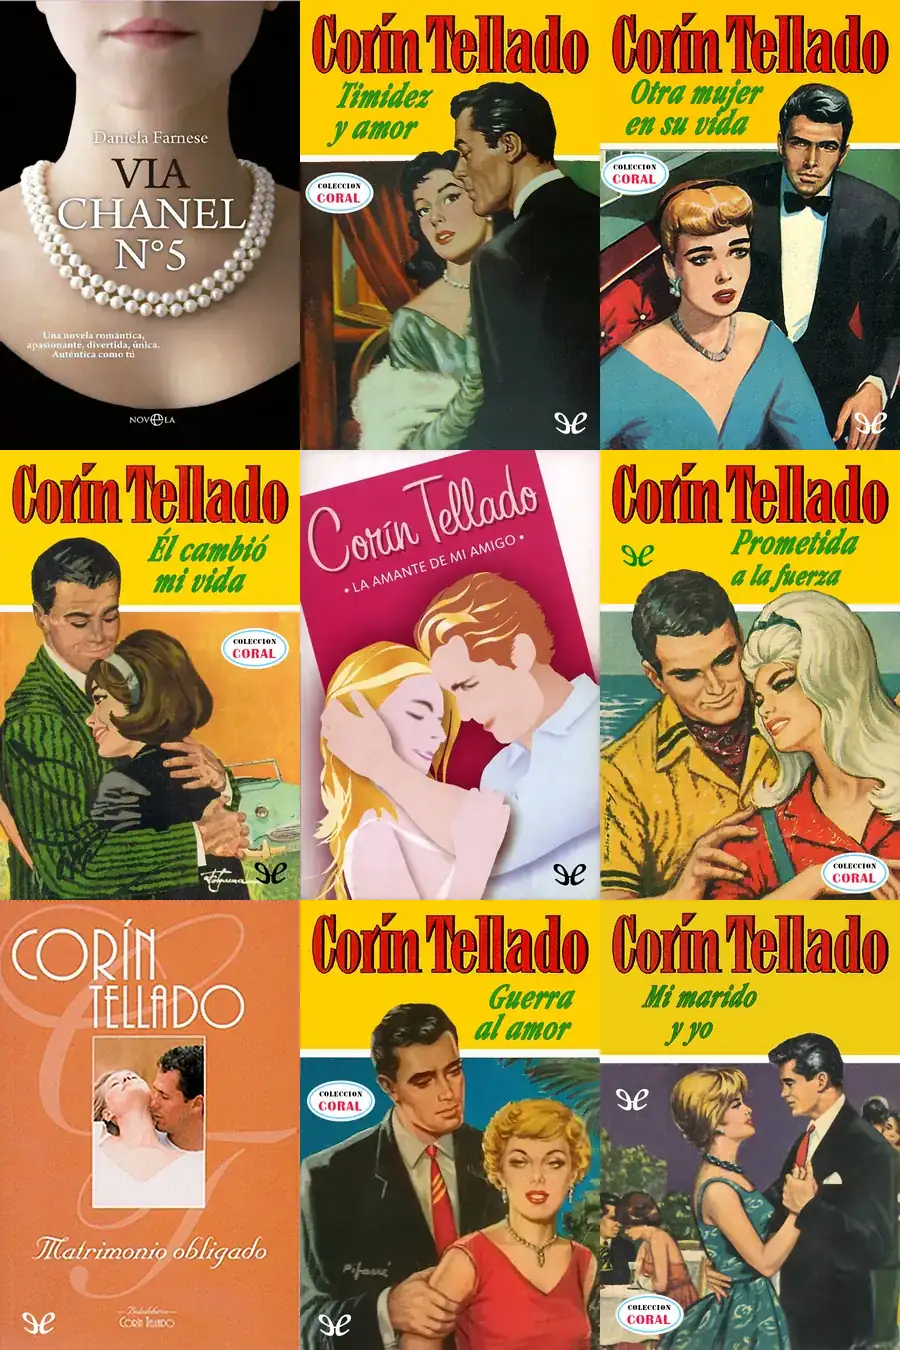 Daniela Farnese
VIA
CHANEL
N°5
Una novela romántica,
apasionante, divertida, única.
Auténtica como tú
NOVELA
Corín Tellado
Timidez
y amor
COLECCION
CORAL
Corín Tellado
Otra mujer
en su vida
COLECCION
CORAL
Corín Tellado
Él cambió
mi vida
COLECCION
CORAL
Corín Tellado
• LA AMANTE DE MI AMIGO •
Corín Tellado
Prometida
a la fuerza
COLECCION
CORAL
CORÍN
TELLADO
Matrimonio obligado
CORÍN TELLADO
Corín Tellado
Guerra
al amor
COLECCION
CORAL
Corín Tellado
Mi marido
y yo
COLECCION
CORAL